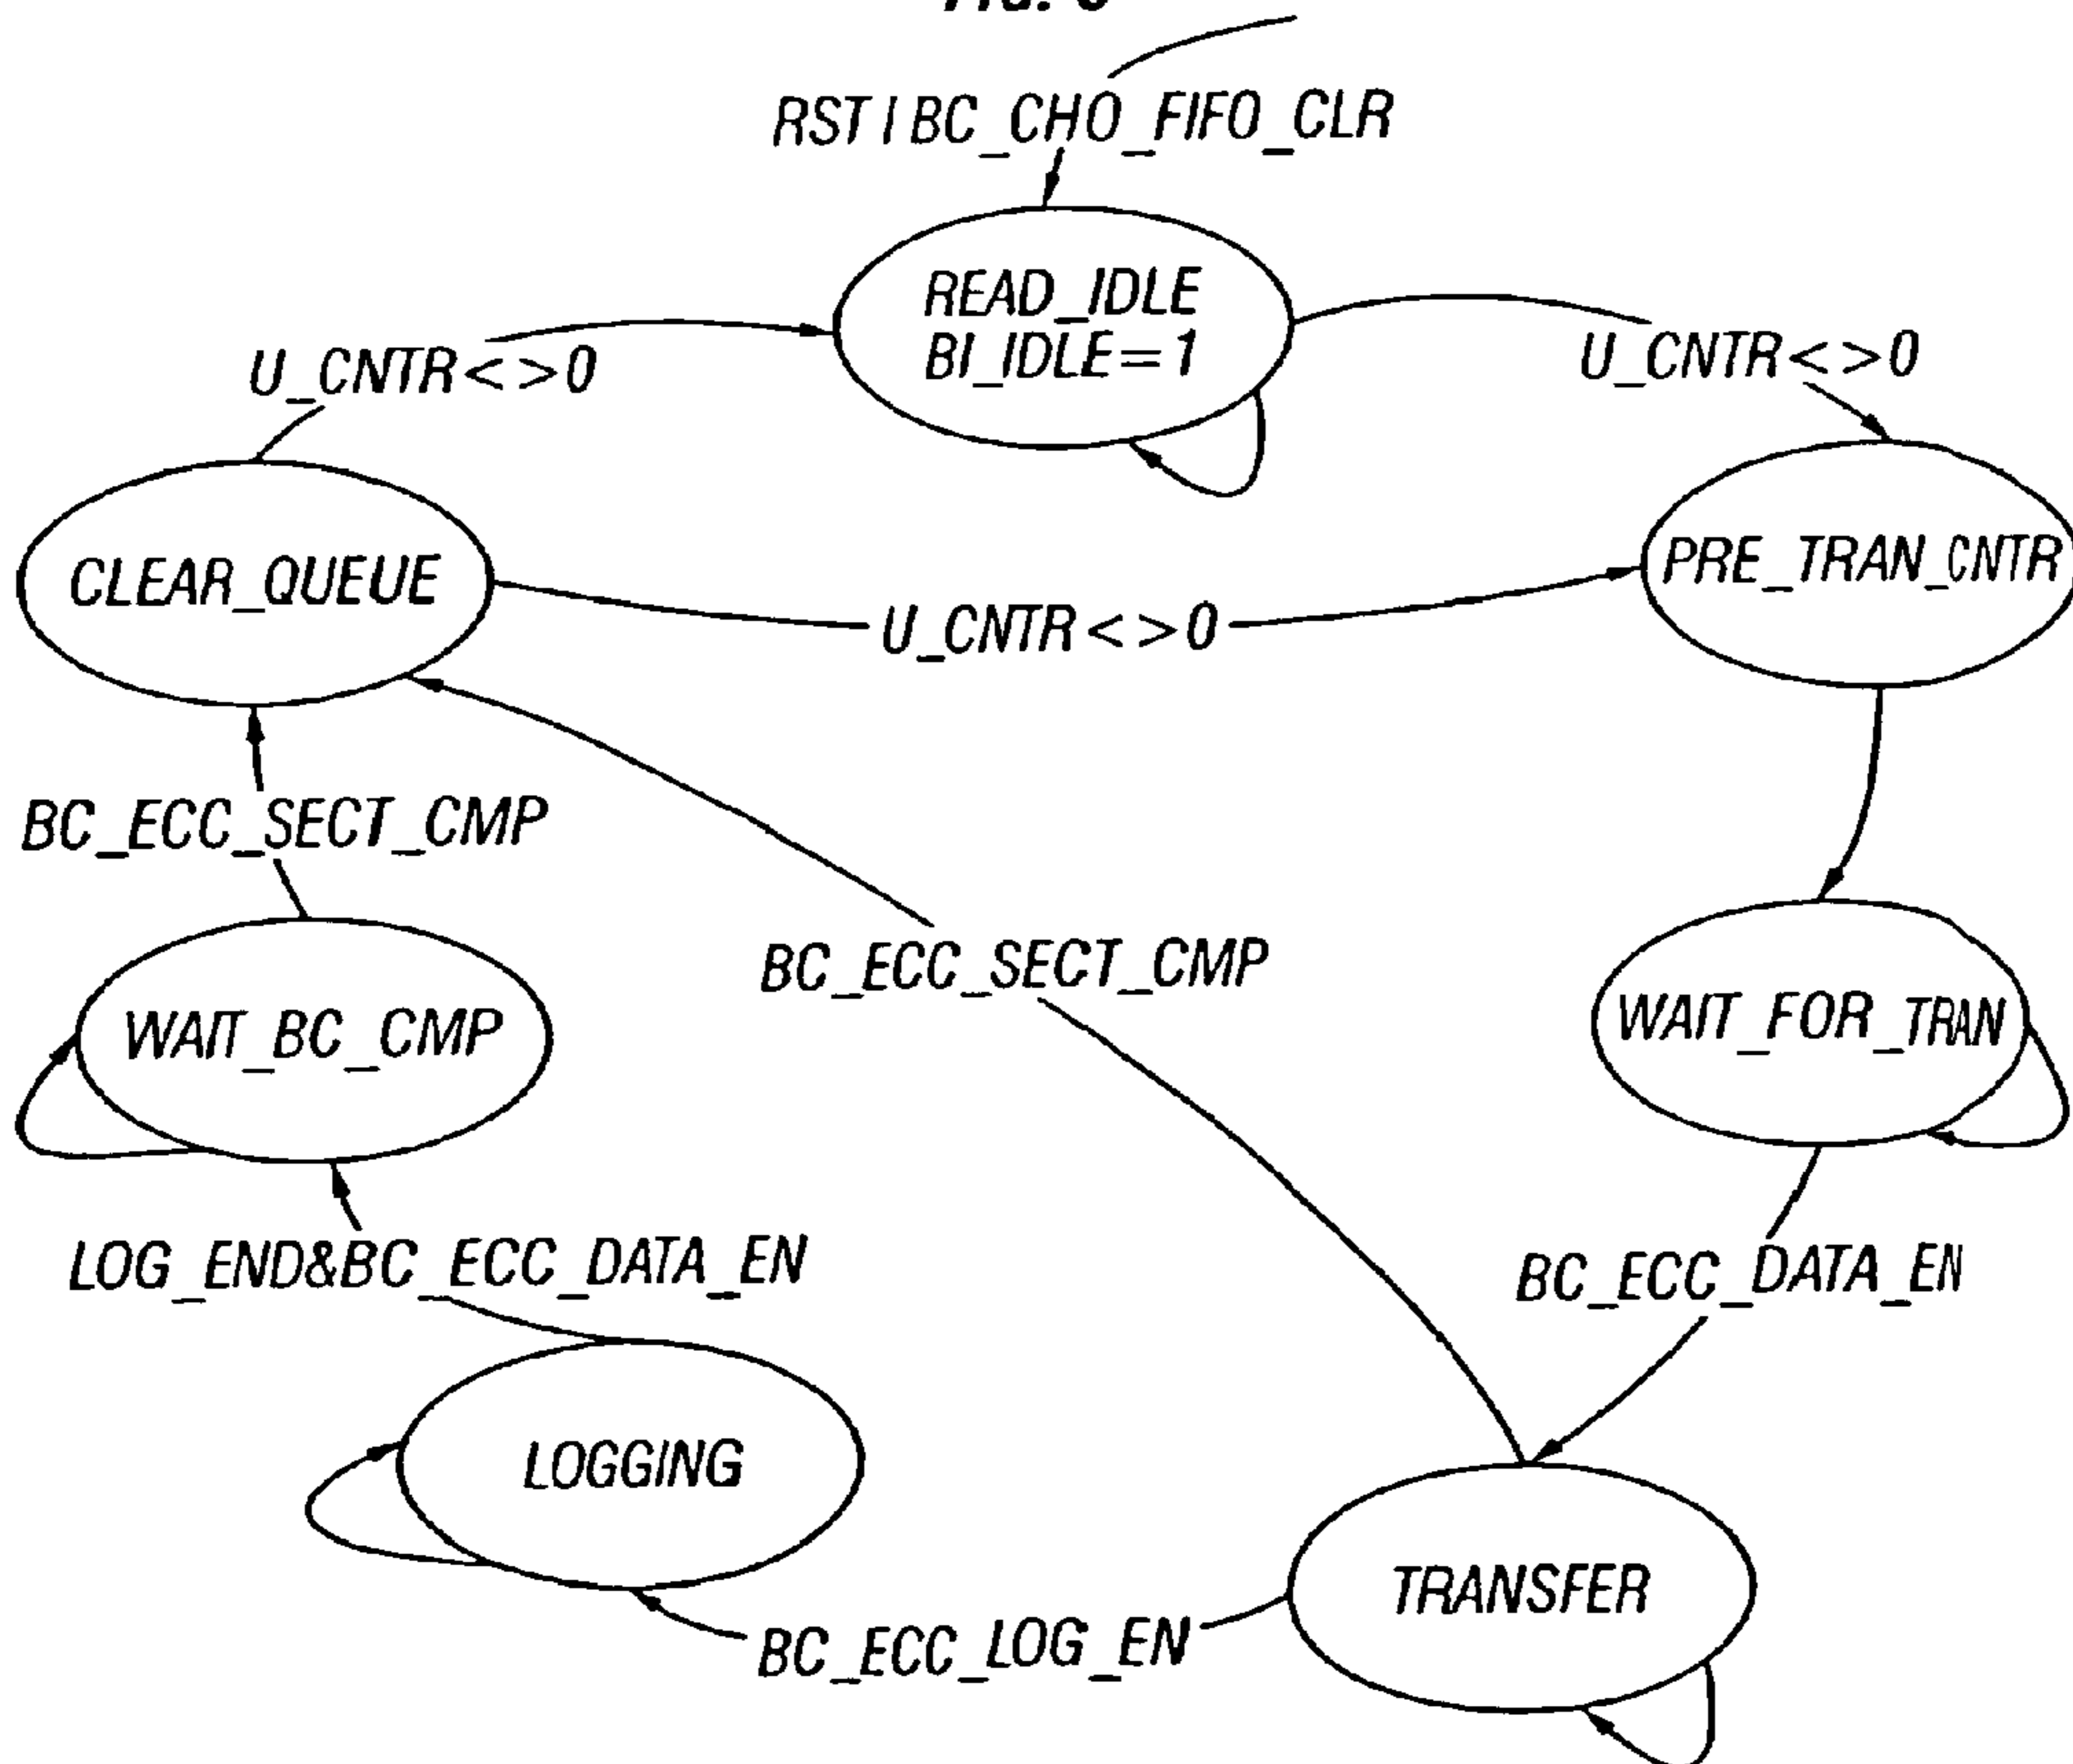 RST I BC_CHO_FIFO_CLR
READ_IDLE
BI_IDLE=1
U_CNTR<>0
U_CNTR<>0
CLEAR_QUEUE
PRE_TRAN_CNTR
U_CNTR<>0
BC_ECC_SECT_CMP
BC_ECC_SECT_CMP
WAIT_BC_CMP
WAIT_FOR_TRAN
LOG_END&BC_ECC_DATA_EN
BC_ECC_DATA_EN
LOGGING
TRANSFER
BC_ECC_LOG_EN